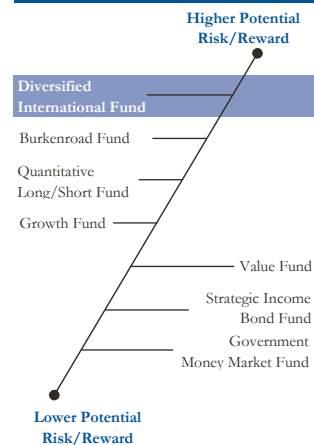 Higher Potential
Risk/Reward
Diversified
International Fund
Burkenroad Fund
Quantitative
Long/Short Fund
Growth Fund
Value Fund
Strategic Income
Bond Fund
Government
Money Market Fund
Lower Potential
Risk/Reward